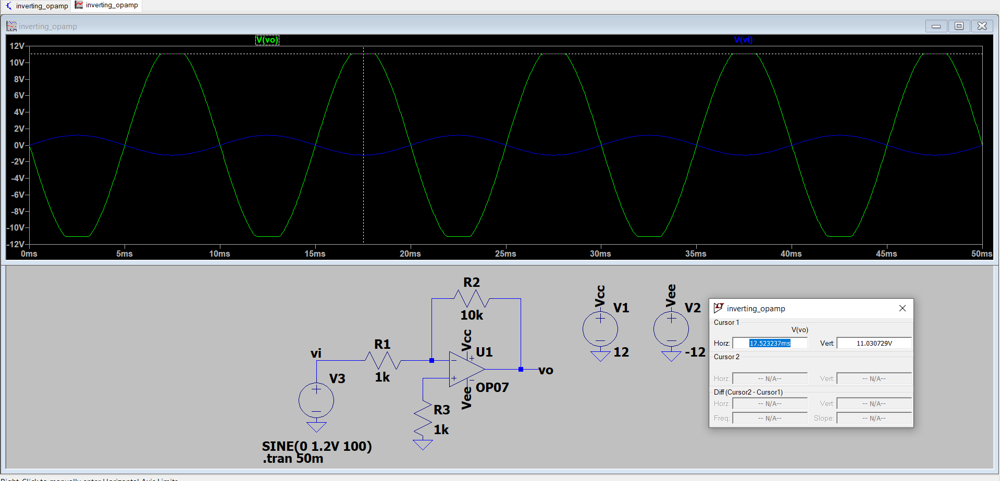 inverting_opamp
inverting_opamp
inverting_opamp
V(vo)
V(vi)
12V
10V
8V
6V
4V
2V
0V
-2V
-4V
-6V
-8V
-10V
-12V
0ms 5ms 10ms 15ms 20ms 25ms 30ms 35ms 40ms 45ms 50ms
R2
10k
Vcc
U1
R1
vi
1k
V3
+
−
−
+
+
−
OP07
Vee
vo
R3
1k
SINE(0 1.2V 100)
.tran 50m
Vcc
V1
+
−
12
Vee
V2
+
−
-12
inverting_opamp
Cursor 1
V(vo)
Horz: 17.523237ms Vert: 11.030729V
Cursor 2
Horz: -- N/A-- Vert: -- N/A--
Diff (Cursor2 - Cursor1)
Horz: -- N/A-- Vert: -- N/A--
Freq: -- N/A-- Slope: -- N/A--